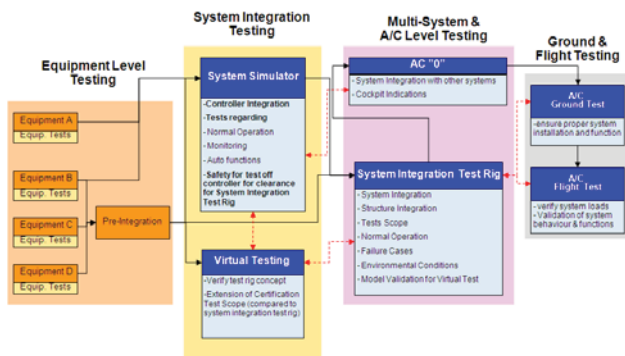 System Integration
Testing
Multi-System &
A/C Level Testing
Ground &
Flight Testing
Equipment Level
Testing
Equipment A
Equip. Tests
Equipment B
Equip. Tests
Equipment C
Equip. Tests
Equipment D
Equip. Tests
Pre-Integration
System Simulator
-Controller Integration
-Tests regarding
-Normal Operation
-Monitoring
-Auto functions
-Safety for test off
controller for clearance for
System Integration
Test Rig
Virtual Testing
-Verify test rig concept
-Extension of Certification
Test Scope (compared to
system integration test rig)
AC "0"
-System Integration with other systems
-Cockpit Indications
System Integration Test Rig
-System Integration
-Structure Integration
-Tests Scope
-Normal Operation
-Failure Cases
-Environmental Conditions
-Model Validation for Virtual Test
A/C
Ground Test
-ensure proper system
installation and function
A/C
Flight Test
-verify system loads
-Validation of system
behaviour & functions